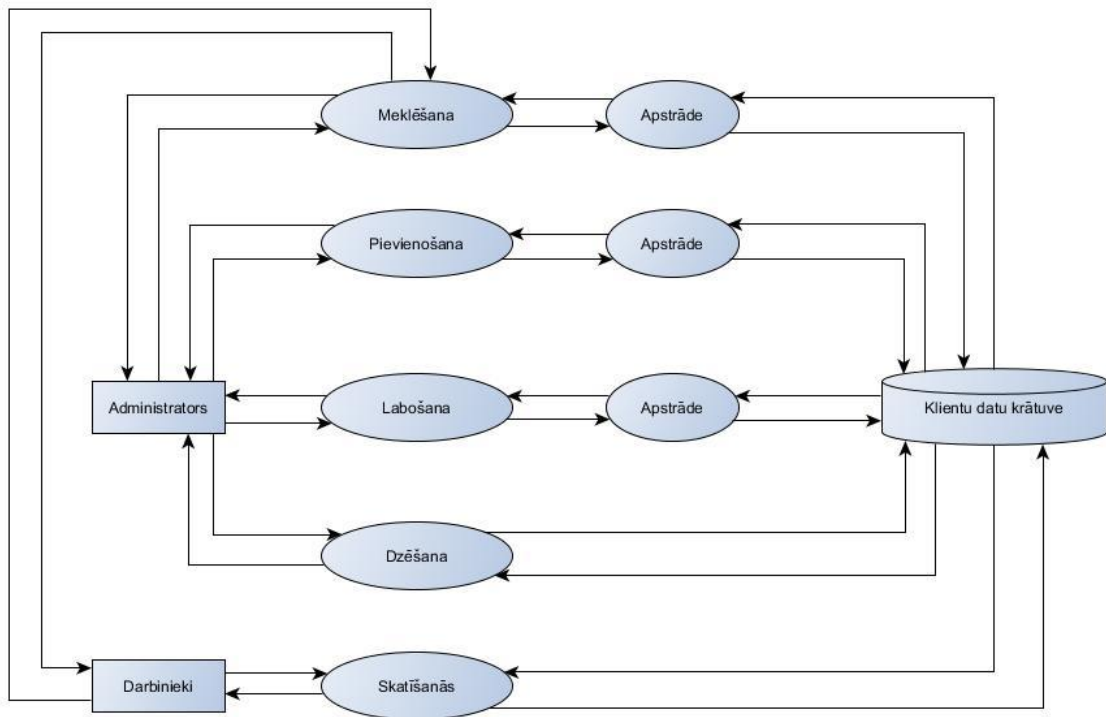 Meklēšana
Apstrāde
Pievienošana
Apstrāde
Administrators
Labošana
Apstrāde
Klientu datu krātuve
Dzēšana
Darbinieki
Skatīšanās